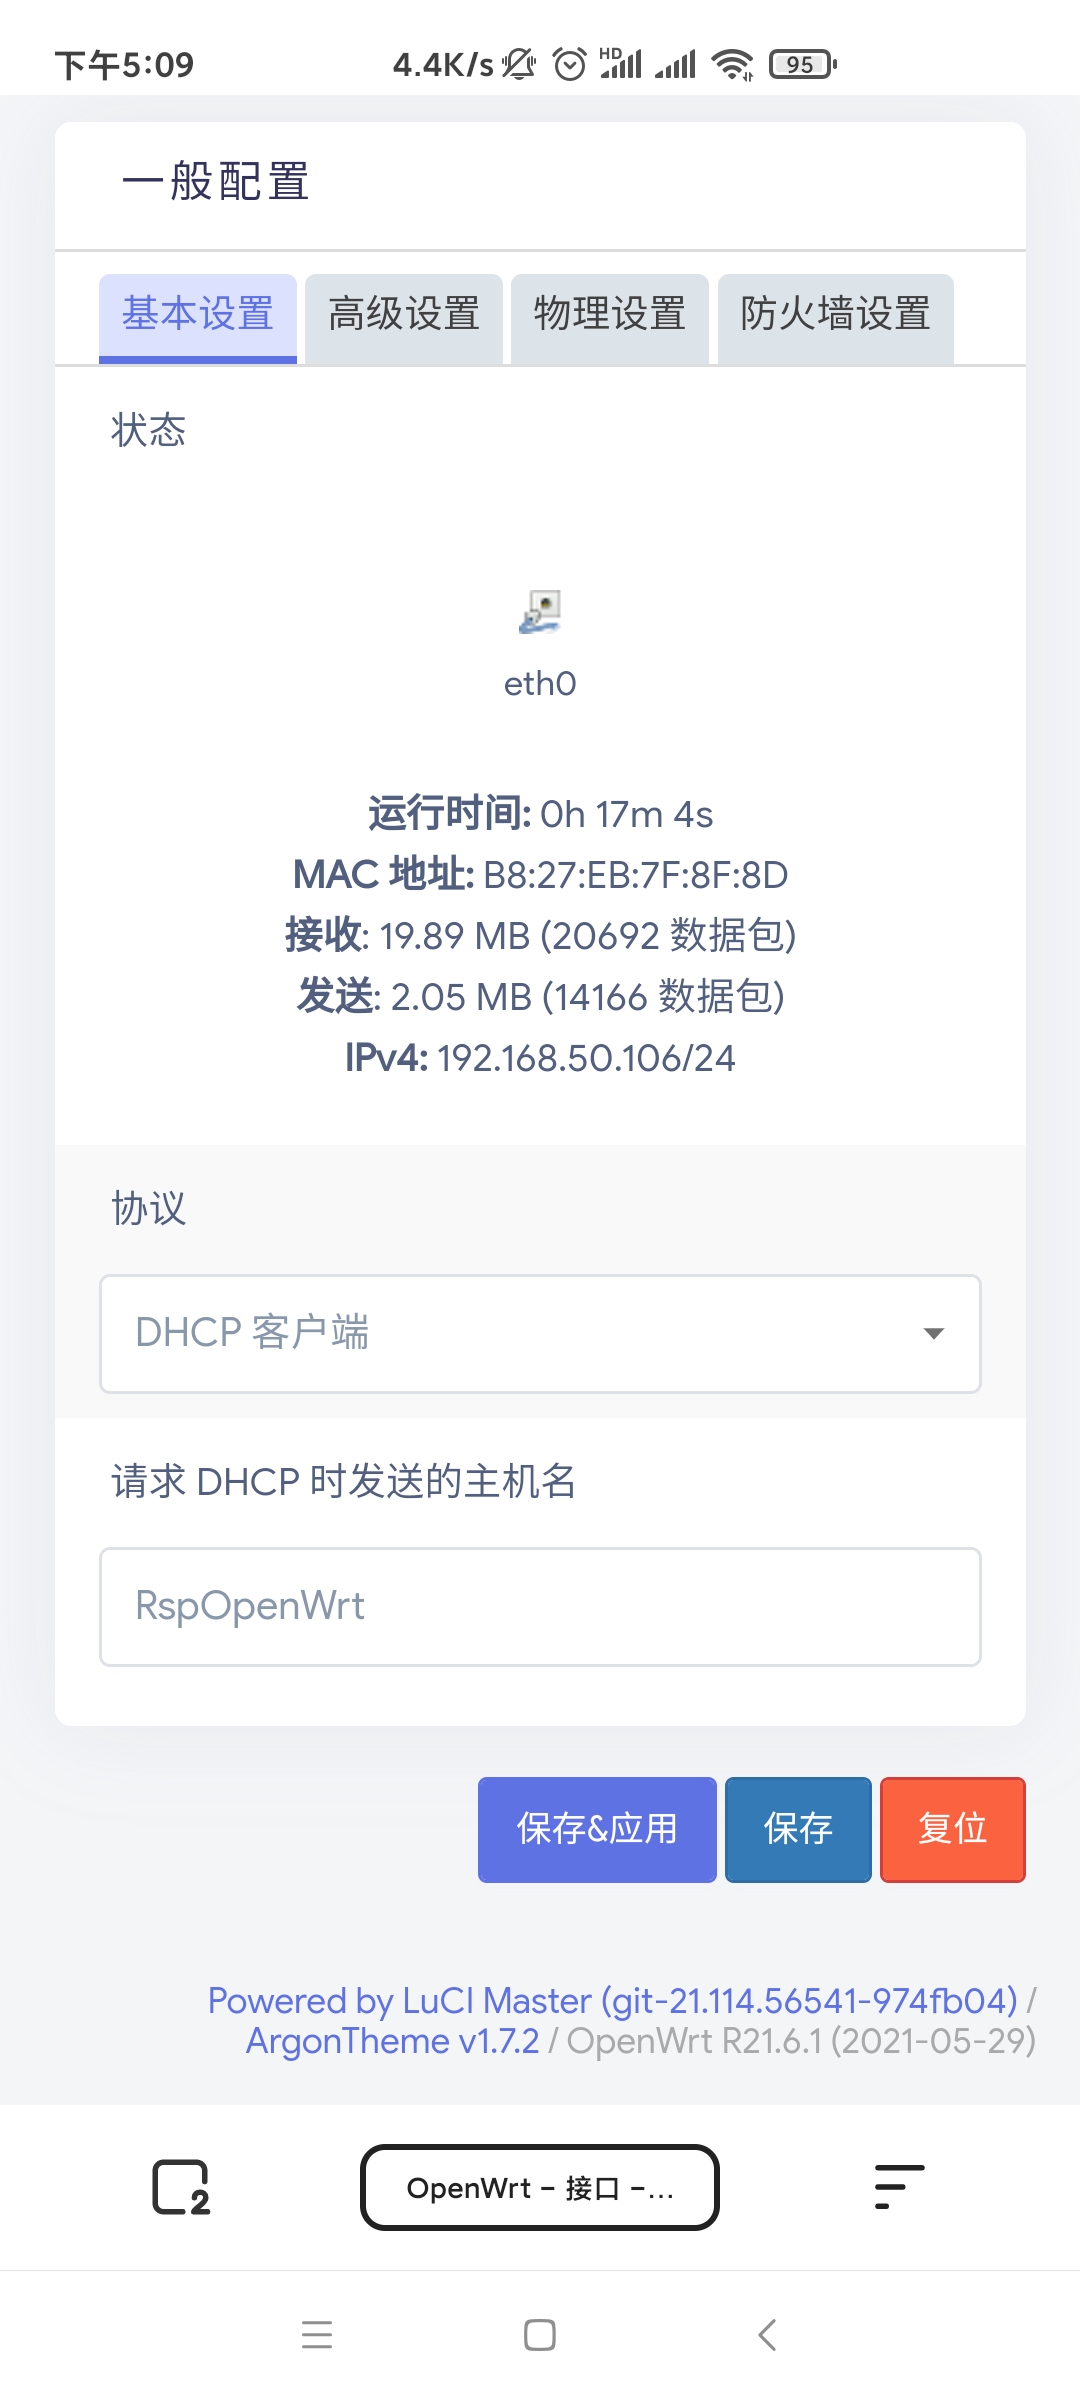 下午5:09
4.4K/s
HD
95
一般配置
基本设置
高级设置
物理设置
防火墙设置
状态
eth0
运行时间: 0h 17m 4s
MAC 地址: B8:27:EB:7F:8F:8D
接收: 19.89 MB (20692 数据包)
发送: 2.05 MB (14166 数据包)
IPv4: 192.168.50.106/24
协议
DHCP 客户端
请求 DHCP 时发送的主机名
RspOpenWrt
保存&应用
保存
复位
Powered by LuCI Master (git-21.114.56541-974fb04) /
ArgonTheme v1.7.2 / OpenWrt R21.6.1 (2021-05-29)
2
OpenWrt - 接口 -...